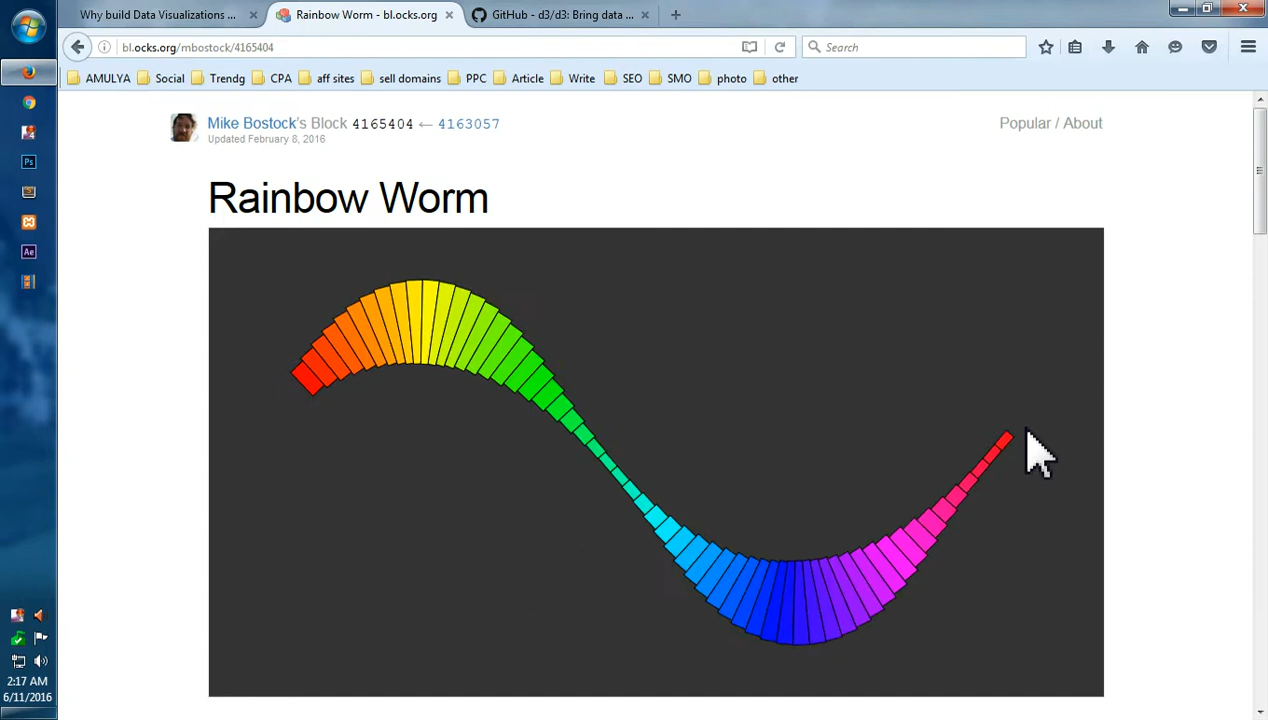 Why build Data Visualizations ...
Rainbow Worm - bl.ocks.org
GitHub - d3/d3: Bring data ...
bl.ocks.org/mbostock/4165404
Search
AMULYA
Social
Trendg
CPA
aff sites
sell domains
PPC
Article
Write
SEO
SMO
photo
other
Mike Bostock's Block 4165404 ← 4163057
Updated February 8, 2016
Popular / About
Rainbow Worm
Ps
Ae
2:17 AM
6/11/2016